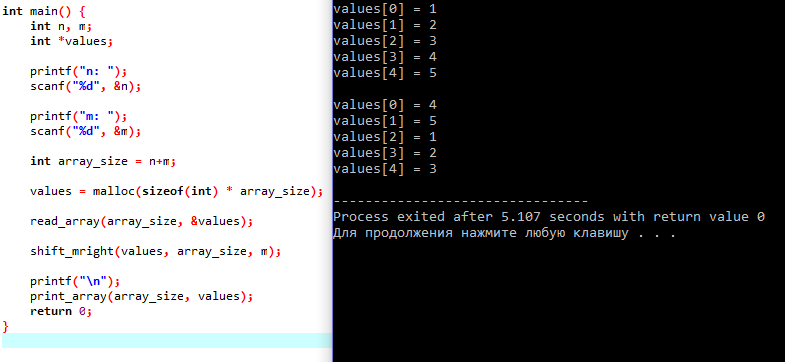 int main() {
int n, m;
int *values;
printf("n: ");
scanf("%d", &n);
printf("m: ");
scanf("%d", &m);
int array_size = n+m;
values = malloc(sizeof(int) * array_size);
read_array(array_size, &values);
shift_mright(values, array_size, m);
printf("\n");
print_array(array_size, values);
return 0;
}
values[0] = 1
values[1] = 2
values[2] = 3
values[3] = 4
values[4] = 5
values[0] = 4
values[1] = 5
values[2] = 1
values[3] = 2
values[4] = 3
--------------------------------
Process exited after 5.107 seconds with return value 0
Для продолжения нажмите любую клавишу . . .